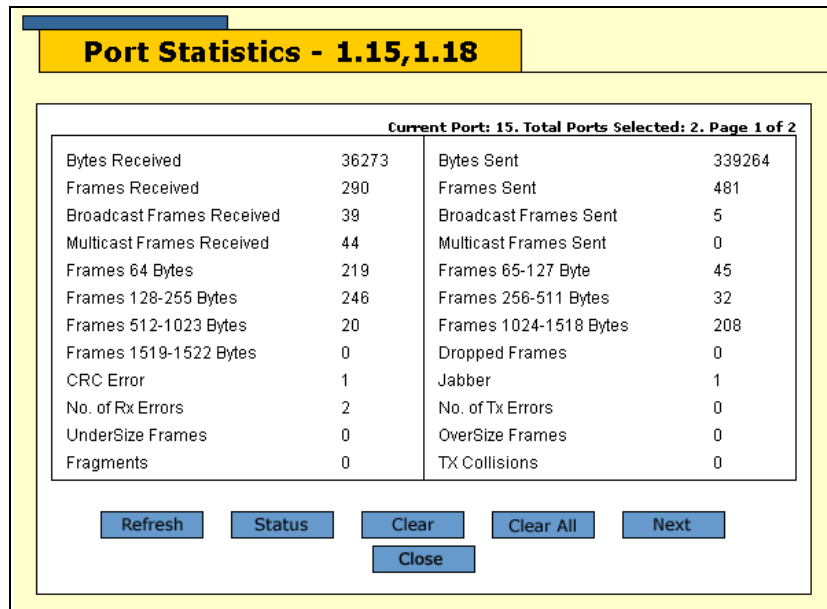 Port Statistics - 1.15,1.18
Current Port: 15. Total Ports Selected: 2. Page 1 of 2
Bytes Received 36273 Bytes Sent 339264
Frames Received 290 Frames Sent 481
Broadcast Frames Received 39 Broadcast Frames Sent 5
Multicast Frames Received 44 Multicast Frames Sent 0
Frames 64 Bytes 219 Frames 65-127 Byte 45
Frames 128-255 Bytes 246 Frames 256-511 Bytes 32
Frames 512-1023 Bytes 20 Frames 1024-1518 Bytes 208
Frames 1519-1522 Bytes 0 Dropped Frames 0
CRC Error 1 Jabber 1
No. of Rx Errors 2 No. of Tx Errors 0
UnderSize Frames 0 OverSize Frames 0
Fragments 0 TX Collisions 0
Refresh Status Clear Clear All Next
Close